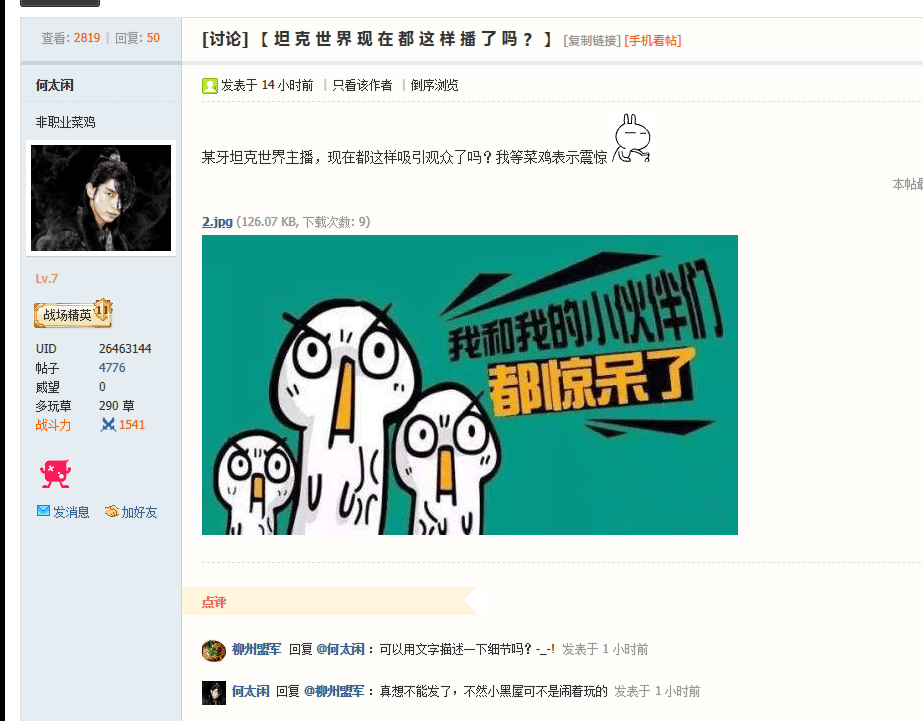 查看: 2819 | 回复: 50
[讨论] 【 坦 克 世 界 现 在 都 这 样 播 了 吗 ？ 】 [复制链接] [手机看帖]
何太闲
发表于 14 小时前 | 只看该作者 | 倒序浏览
非职业菜鸡
某牙坦克世界主播，现在都这样吸引观众了吗？我等菜鸡表示震惊
本帖最
2.jpg (126.07 KB, 下载次数: 9)
我和我的小伙伴们
都惊呆了
Lv.7
战场精英 11
UID 26463144
帖子 4776
威望 0
多玩草 290 草
战斗力 1541
发消息 加好友
点评
柳州盟军 回复 @何太闲 ：可以用文字描述一下细节吗？-_-! 发表于 1 小时前
何太闲 回复 @柳州盟军 ：真想不能发了，不然小黑屋可不是闹着玩的 发表于 1 小时前